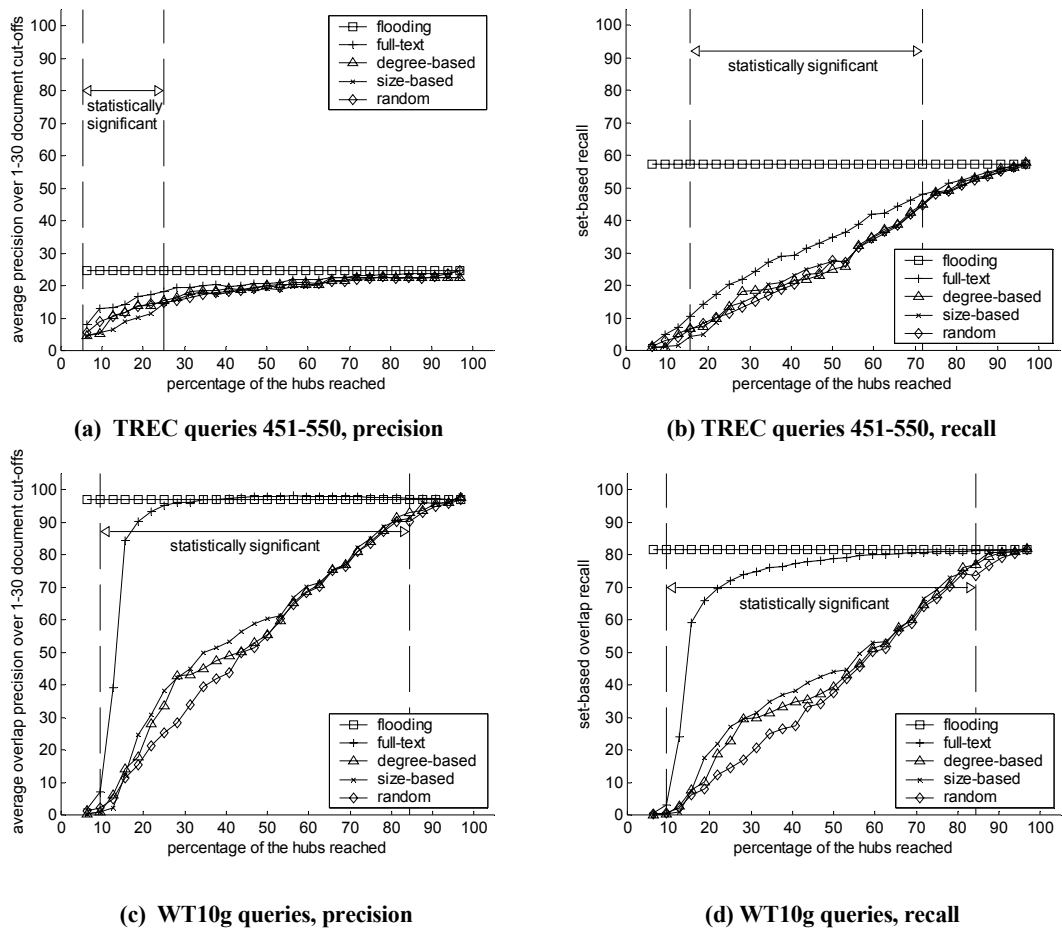 average precision over 1-30 document cut-offs
100
90
80
70
60
50
40
30
20
10
0
statistically
significant
flooding
full-text
degree-based
size-based
random
0 10 20 30 40 50 60 70 80 90 100
percentage of the hubs reached
(a) TREC queries 451-550, precision
set-based recall
100
90
80
70
60
50
40
30
20
10
0
statistically significant
flooding
full-text
degree-based
size-based
random
0 10 20 30 40 50 60 70 80 90 100
percentage of the hubs reached
(b) TREC queries 451-550, recall
average overlap precision over 1-30 document cut-offs
100
90
80
70
60
50
40
30
20
10
0
statistically significant
flooding
full-text
degree-based
size-based
random
0 10 20 30 40 50 60 70 80 90 100
percentage of the hubs reached
(c) WT10g queries, precision
set-based overlap recall
100
90
80
70
60
50
40
30
20
10
0
statistically significant
flooding
full-text
degree-based
size-based
random
0 10 20 30 40 50 60 70 80 90 100
percentage of the hubs reached
(d) WT10g queries, recall